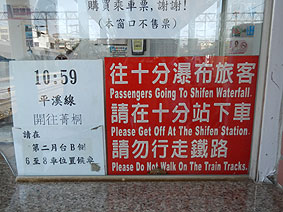 購買乘車票,謝謝!
(本窗口不售票)
10:59
平溪線
開往菁桐
請在
第二月台B側
6至8車位置候車
往十分瀑布旅客
Passengers Going To Shifen Waterfall.
請在十分站下車
Please Get Off At The Shifen Station.
請勿行走鐵路
Please Do Not Walk On The Train Tracks.